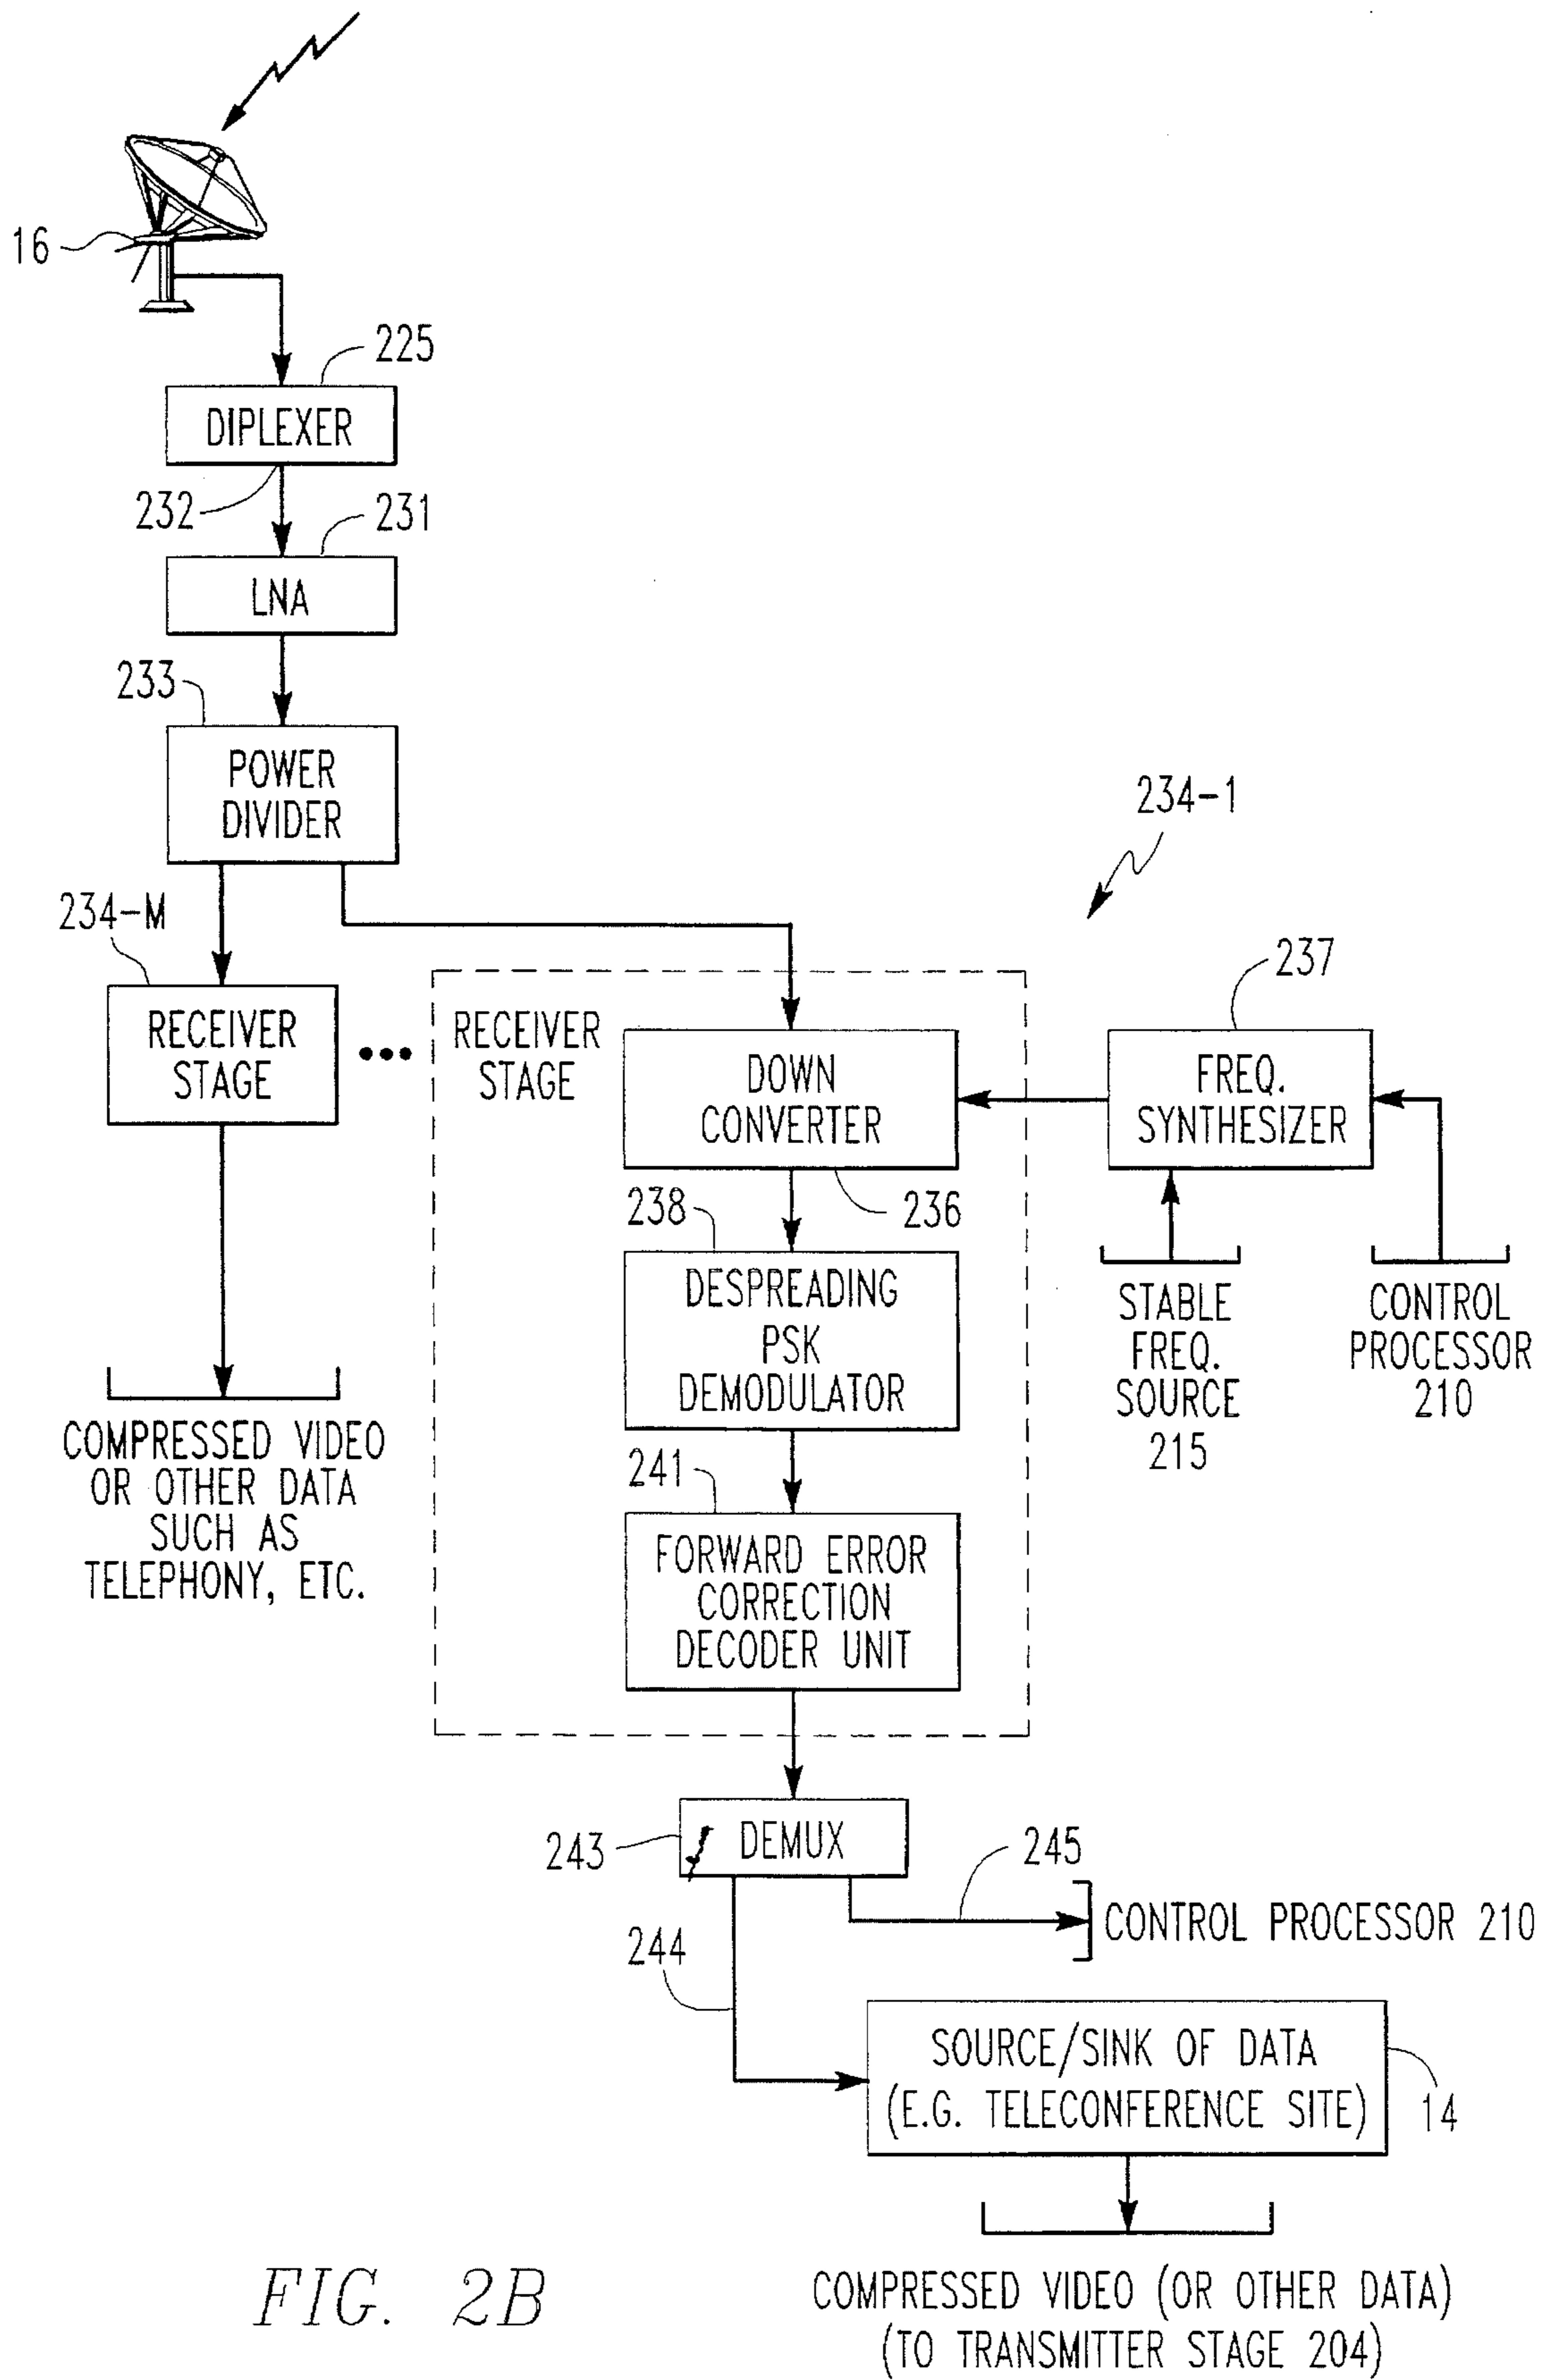 16
225
DIPLEXER
232
231
LNA
233
POWER
DIVIDER
234-1
234-M
237
RECEIVER
STAGE
RECEIVER
STAGE
DOWN
CONVERTER
FREQ.
SYNTHESIZER
238
236
DESPREADING
PSK
DEMODULATOR
STABLE
FREQ.
SOURCE
215
CONTROL
PROCESSOR
210
COMPRESSED VIDEO
OR OTHER DATA
SUCH AS
TELEPHONY, ETC.
241
FORWARD ERROR
CORRECTION
DECODER UNIT
243
DEMUX
245
CONTROL PROCESSOR 210
244
SOURCE/SINK OF DATA
(E.G. TELECONFERENCE SITE)
14
FIG. 2B
COMPRESSED VIDEO (OR OTHER DATA)
(TO TRANSMITTER STAGE 204)